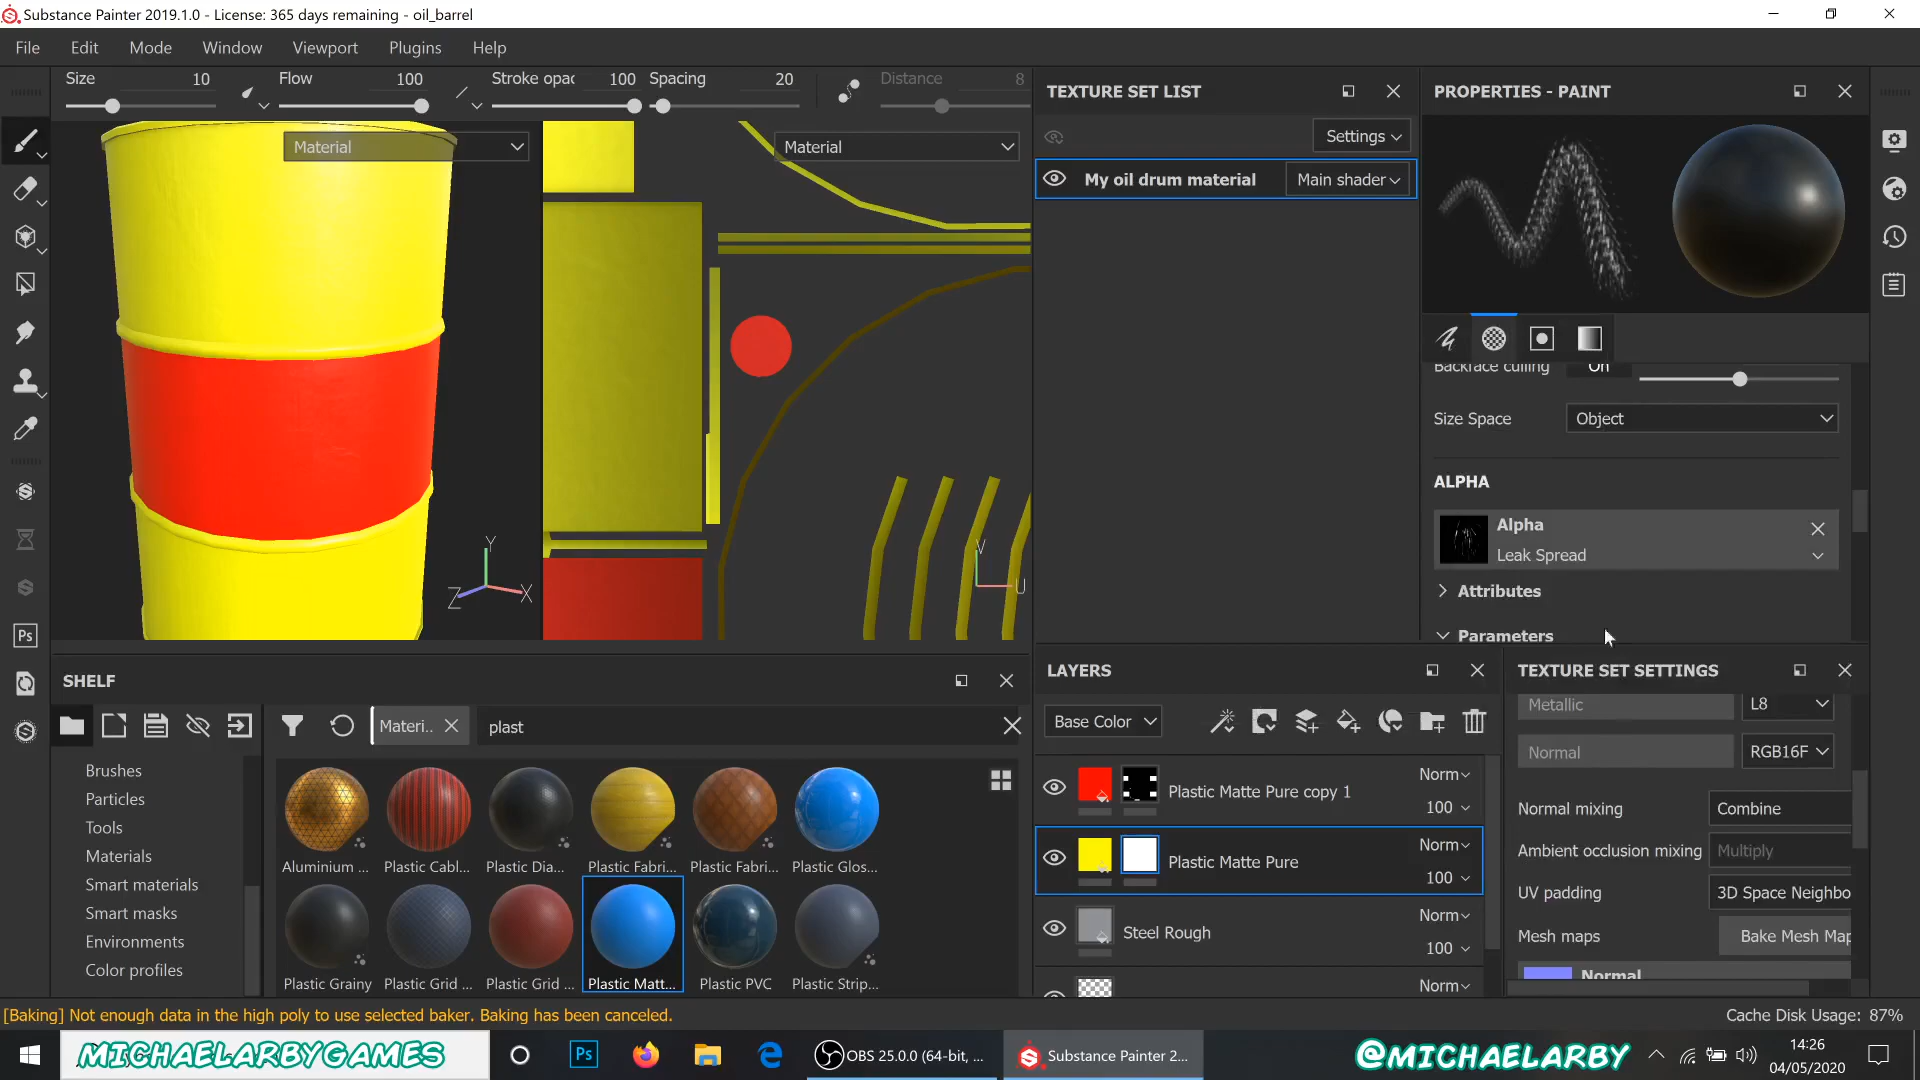 Substance Painter 2019.1.0 - License: 365 days remaining - oil_barrel
File Edit Mode Window Viewport Plugins Help
Size 10 Flow 100 Stroke opac 100 Spacing 20 Distance 8
Material
Material
Y
Z
X
V
U
TEXTURE SET LIST
Settings
My oil drum material Main shader
PROPERTIES - PAINT
Backface culling On
Size Space Object
ALPHA
Alpha
Leak Spread
Attributes
Parameters
SHELF
Materi.. plast
Brushes
Particles
Tools
Materials
Smart materials
Smart masks
Environments
Color profiles
Aluminium ... Plastic Cabl... Plastic Dia... Plastic Fabri... Plastic Fabri... Plastic Glos...
Plastic Grainy Plastic Grid ... Plastic Grid ... Plastic Matt... Plastic PVC Plastic Strip...
LAYERS
Base Color
Plastic Matte Pure copy 1 Norm 100
Plastic Matte Pure Norm 100
Steel Rough Norm 100
Norm
TEXTURE SET SETTINGS
Metallic L8
Normal RGB16F
Normal mixing Combine
Ambient occlusion mixing Multiply
UV padding 3D Space Neighbo
Mesh maps Bake Mesh Map
Normal
[Baking] Not enough data in the high poly to use selected baker. Baking has been canceled.
Cache Disk Usage: 87%
MICHAELARBYGAMES
Ps
OBS 25.0.0 (64-bit, ...
Substance Painter 2...
@MICHAELARBY
14:26
04/05/2020